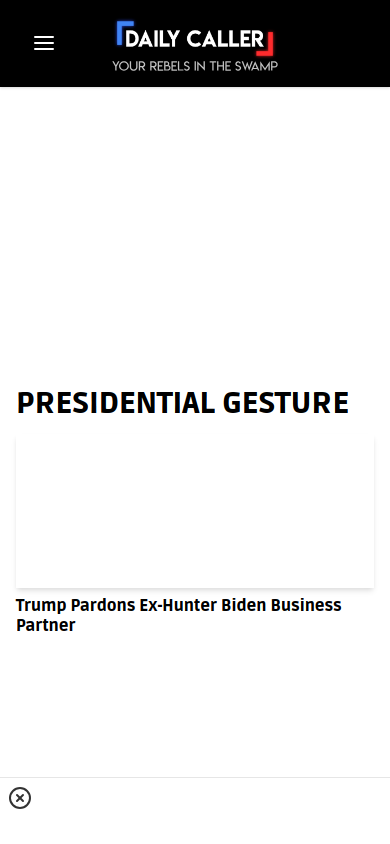 DAILY CALLER
YOUR REBELS IN THE SWAMP
PRESIDENTIAL GESTURE
Trump Pardons Ex-Hunter Biden Business
Partner